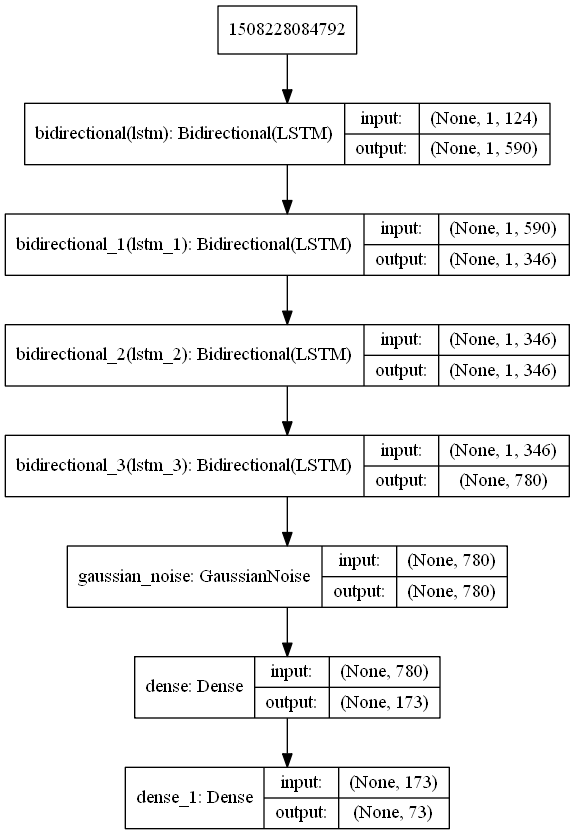 1508228084792
bidirectional(lstm): Bidirectional(LSTM)
input: (None, 1, 124)
output: (None, 1, 590)
bidirectional_1(lstm_1): Bidirectional(LSTM)
input: (None, 1, 590)
output: (None, 1, 346)
bidirectional_2(lstm_2): Bidirectional(LSTM)
input: (None, 1, 346)
output: (None, 1, 346)
bidirectional_3(lstm_3): Bidirectional(LSTM)
input: (None, 1, 346)
output: (None, 780)
gaussian_noise: GaussianNoise
input: (None, 780)
output: (None, 780)
dense: Dense
input: (None, 780)
output: (None, 173)
dense_1: Dense
input: (None, 173)
output: (None, 73)